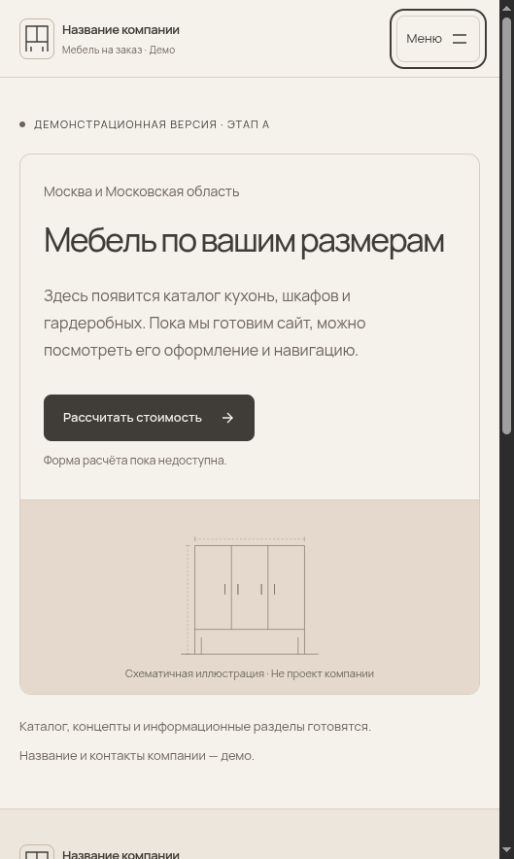 Название компании
Мебель на заказ · Демо
Меню
ДЕМОНСТРАЦИОННАЯ ВЕРСИЯ · ЭТАП А
Москва и Московская область
Мебель по вашим размерам
Здесь появится каталог кухонь, шкафов и
гардеробных. Пока мы готовим сайт, можно
посмотреть его оформление и навигацию.
Рассчитать стоимость
Форма расчёта пока недоступна.
Схематичная иллюстрация · Не проект компании
Каталог, концепты и информационные разделы готовятся.
Название и контакты компании — демо.
Название компании